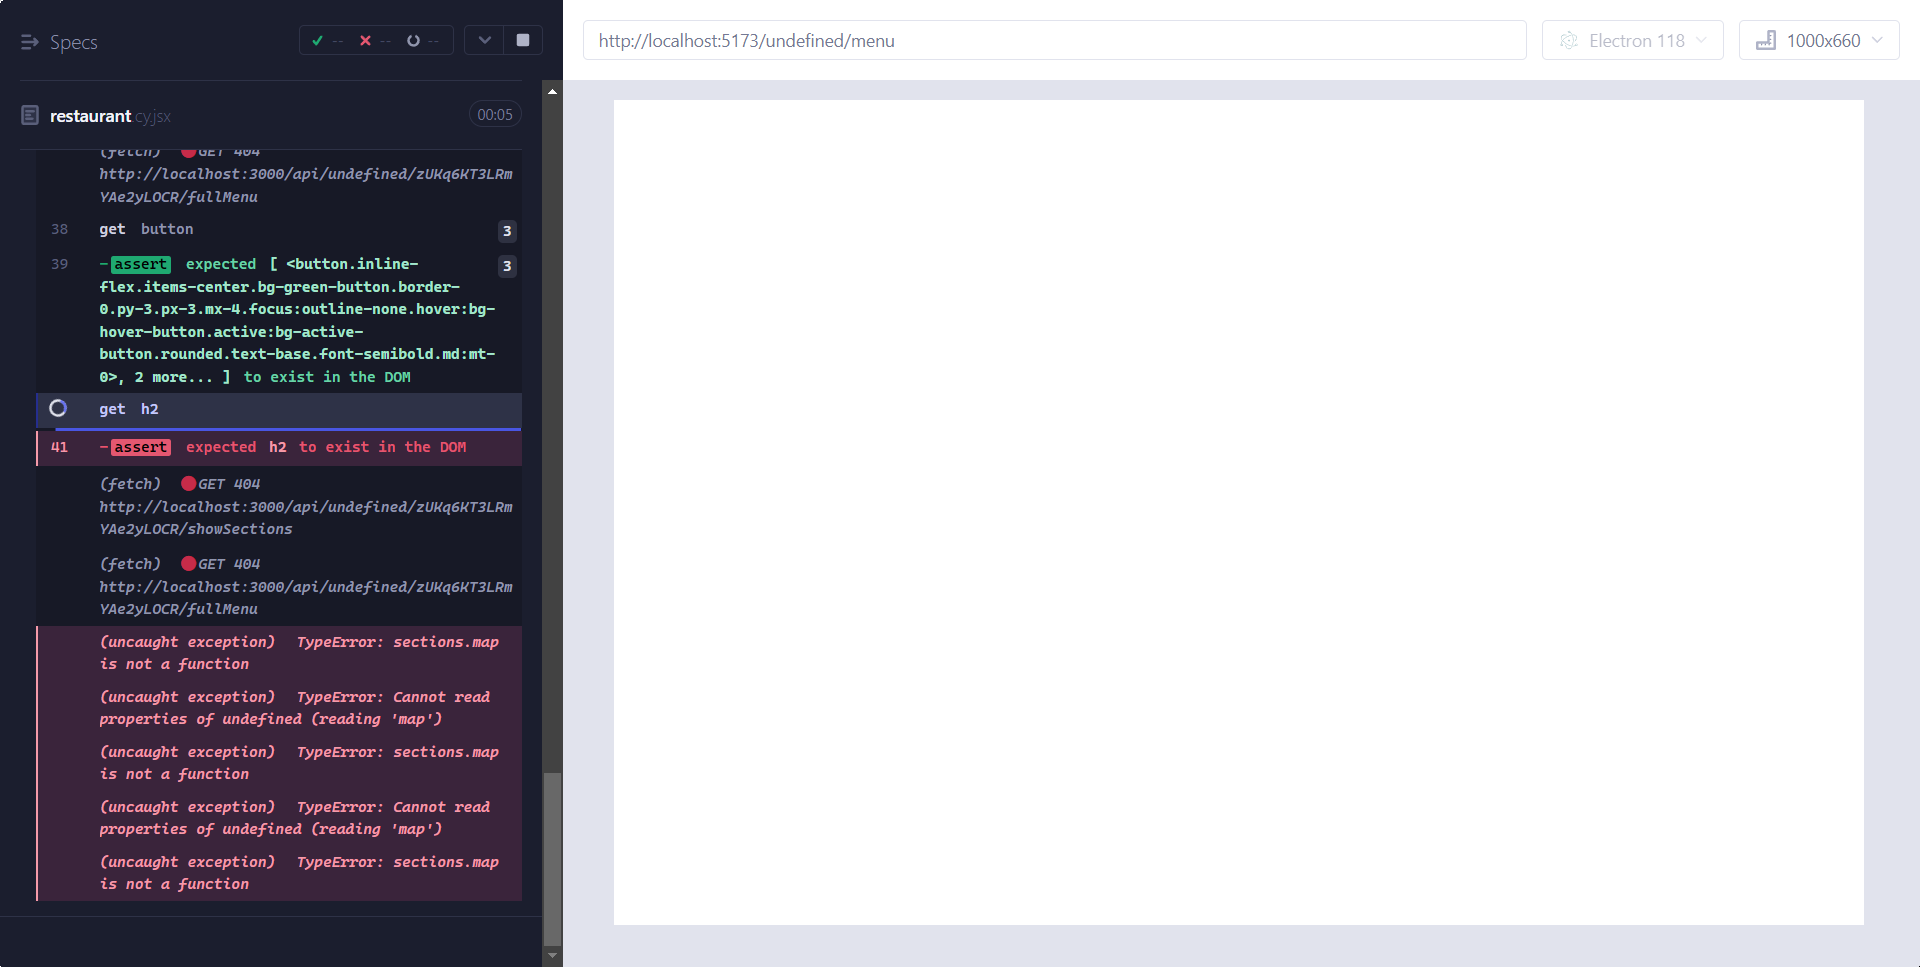 Specs
-- -- --
http://localhost:5173/undefined/menu
Electron 118
1000x660
restaurant.cy.jsx
00:05
(fetch) GET 404
http://localhost:3000/api/undefined/zUKq6KT3LRm
YAe2yLOCR/fullMenu
38 get button 3
39 -assert expected [ <button.inline- 3
flex.items-center.bg-green-button.border-
0.py-3.px-3.mx-4.focus:outline-none.hover:bg-
hover-button.active:bg-active-
button.rounded.text-base.font-semibold.md:mt-
0>, 2 more... ] to exist in the DOM
get h2
41 -assert expected h2 to exist in the DOM
(fetch) GET 404
http://localhost:3000/api/undefined/zUKq6KT3LRm
YAe2yLOCR/showSections
(fetch) GET 404
http://localhost:3000/api/undefined/zUKq6KT3LRm
YAe2yLOCR/fullMenu
(uncaught exception) TypeError: sections.map
is not a function
(uncaught exception) TypeError: Cannot read
properties of undefined (reading 'map')
(uncaught exception) TypeError: sections.map
is not a function
(uncaught exception) TypeError: Cannot read
properties of undefined (reading 'map')
(uncaught exception) TypeError: sections.map
is not a function